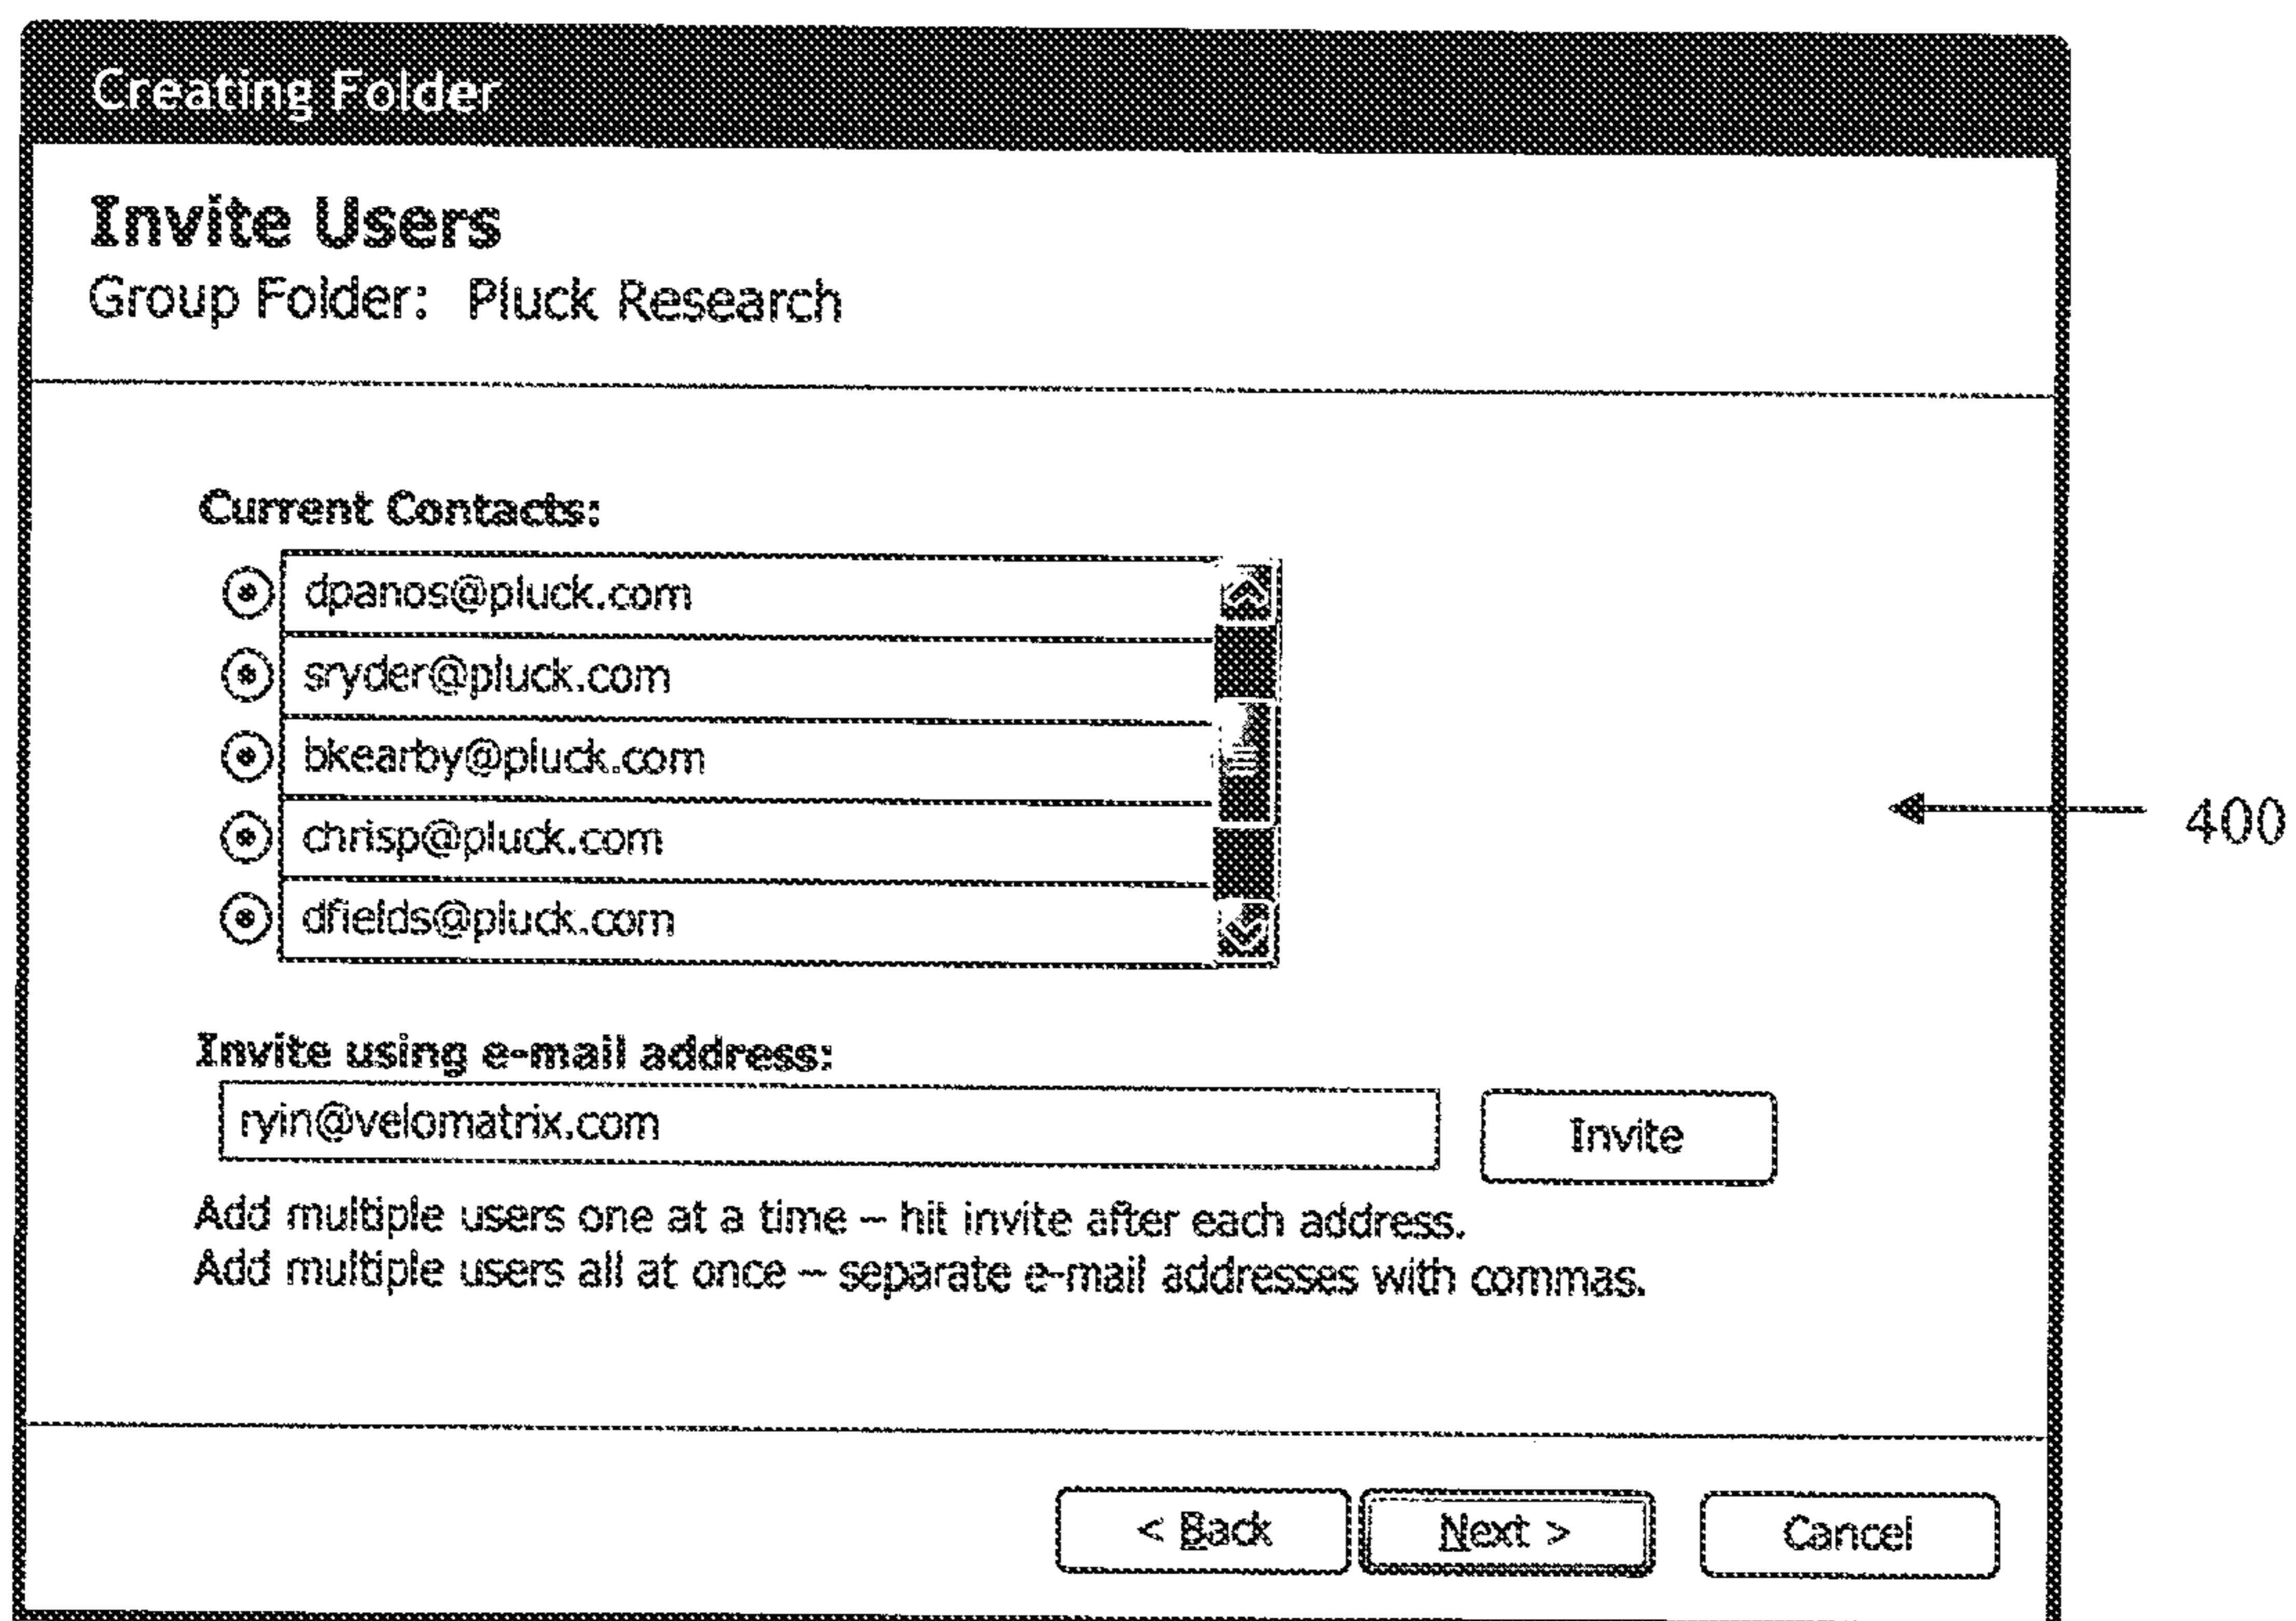 Creating Folder
Invite Users
Group Folder: Pluck Research
Current Contacts:
dpanos@pluck.com
sryder@pluck.com
bkearby@pluck.com
chrisp@pluck.com
dfields@pluck.com
400
Invite using e-mail address:
ryin@velomatrix.com
Invite
Add multiple users one at a time – hit invite after each address.
Add multiple users all at once – separate e-mail addresses with commas.
< Back
Next >
Cancel